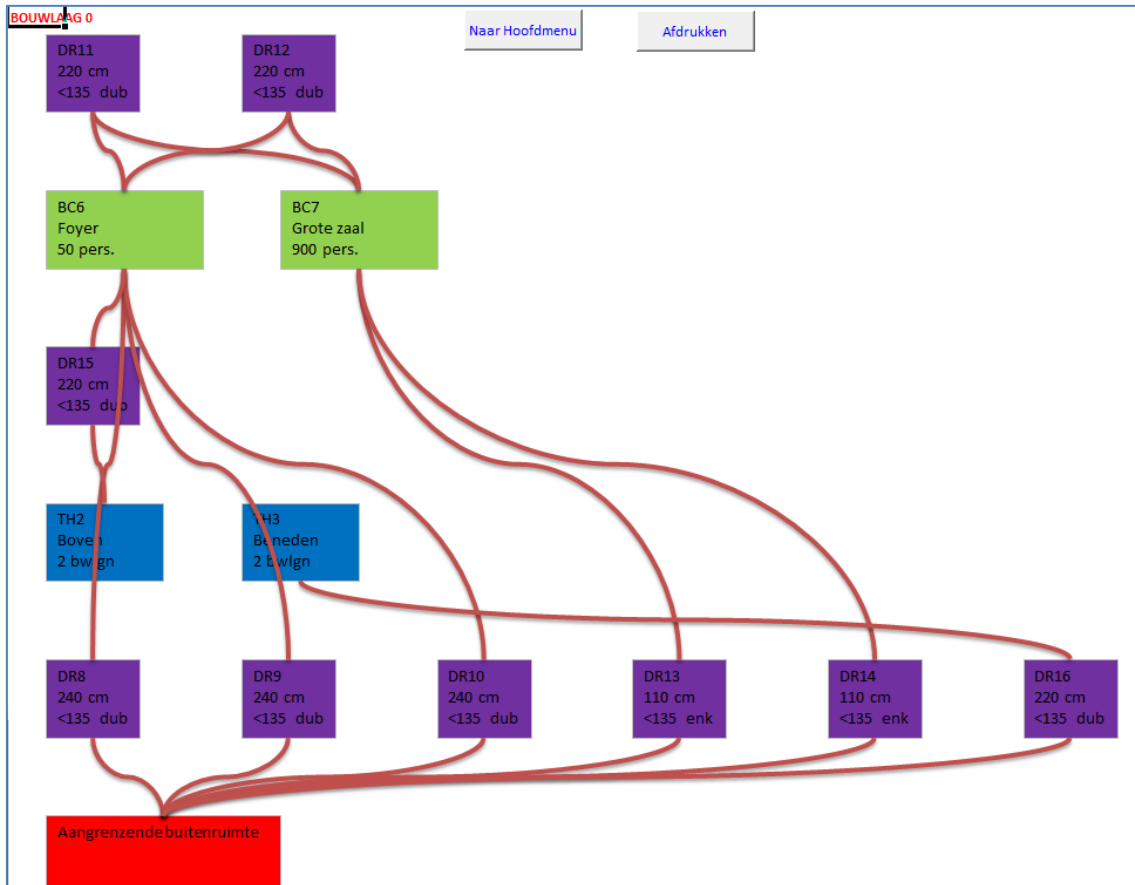 BOUWLAAG 0
Naar Hoofdmenu
Afdrukken
DR11
220 cm
<135 dub
DR12
220 cm
<135 dub
BC6
Foyer
50 pers.
BC7
Grote zaal
900 pers.
DR15
220 cm
<135 dub
TH2
Boven
2 bwlgn
TH3
Beneden
2 bwlgn
DR8
240 cm
<135 dub
DR9
240 cm
<135 dub
DR10
240 cm
<135 dub
DR13
110 cm
<135 enk
DR14
110 cm
<135 enk
DR16
220 cm
<135 dub
Aangrenzende buitenruimte